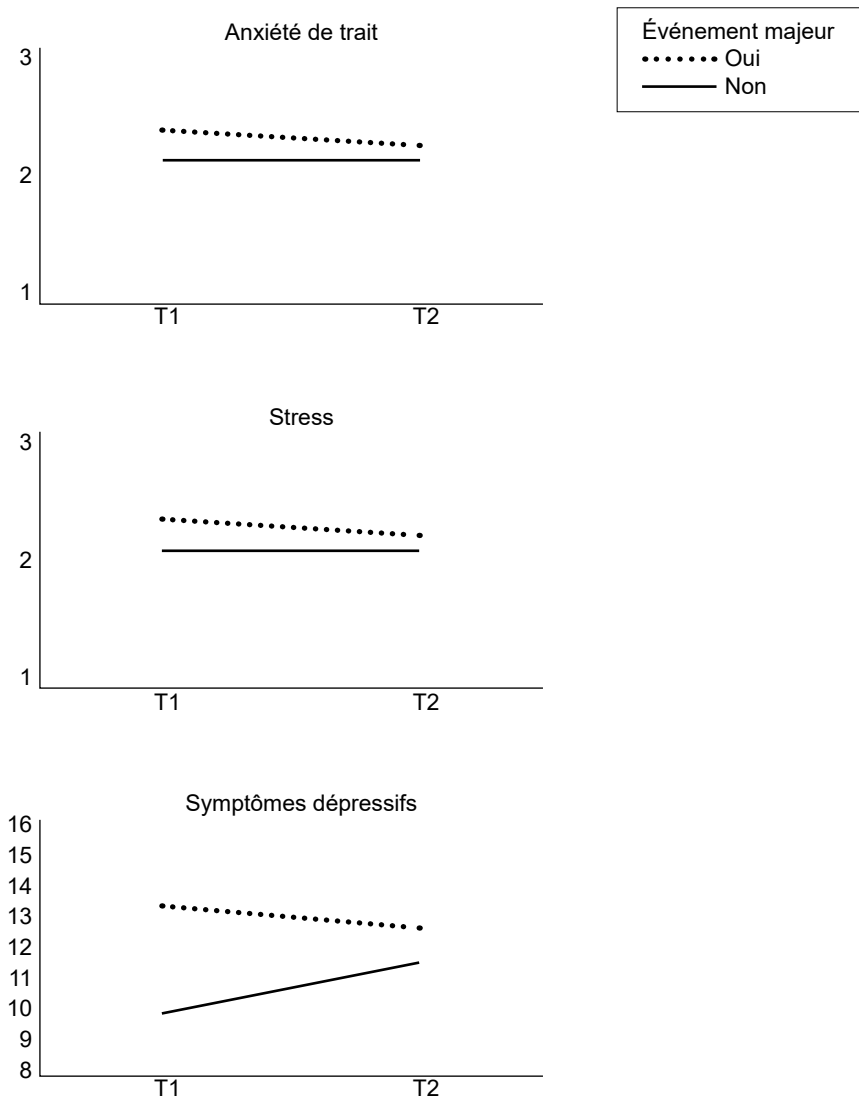 Anxiété de trait
Événement majeur
Oui
Non
3
2
1
T1 T2
Stress
3
2
1
T1 T2
Symptômes dépressifs
16
15
14
13
12
11
10
9
8
T1 T2